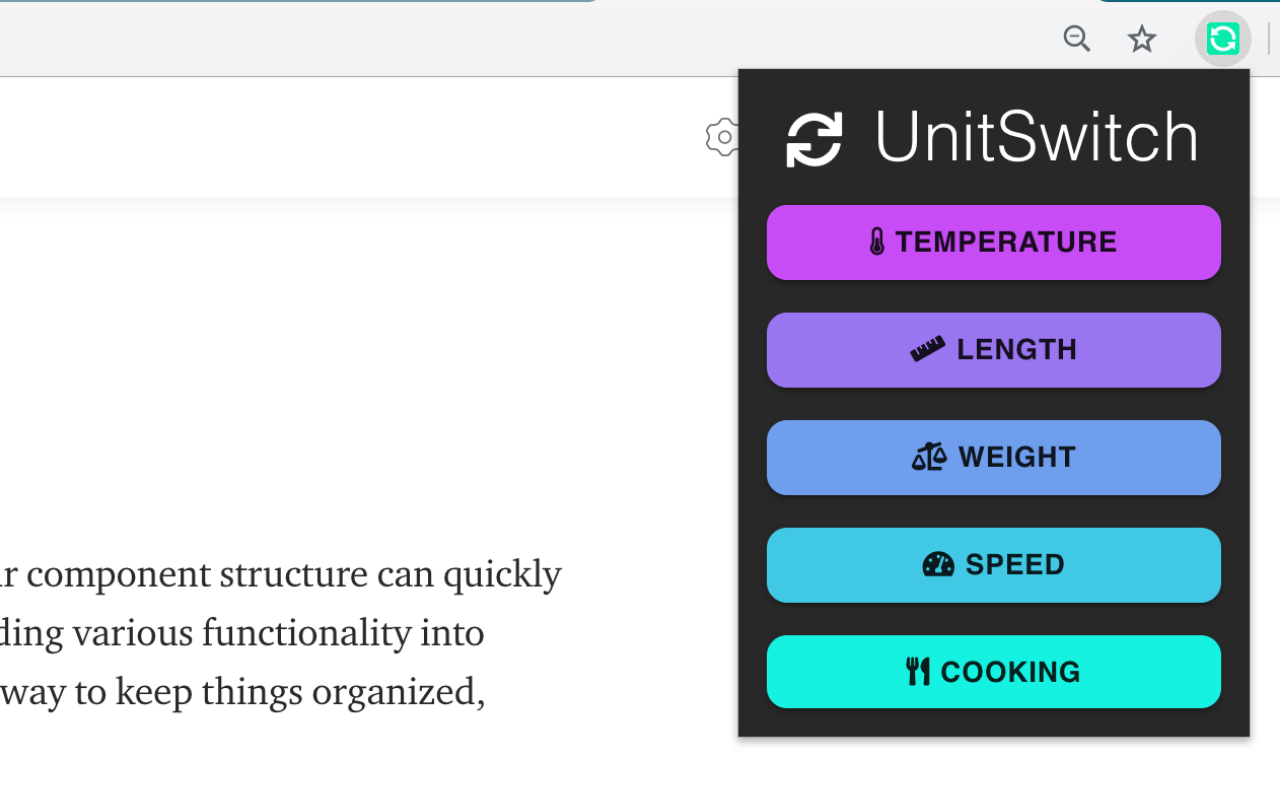 UnitSwitch
TEMPERATURE
LENGTH
WEIGHT
SPEED
COOKING
r component structure can quickly
ding various functionality into
way to keep things organized,